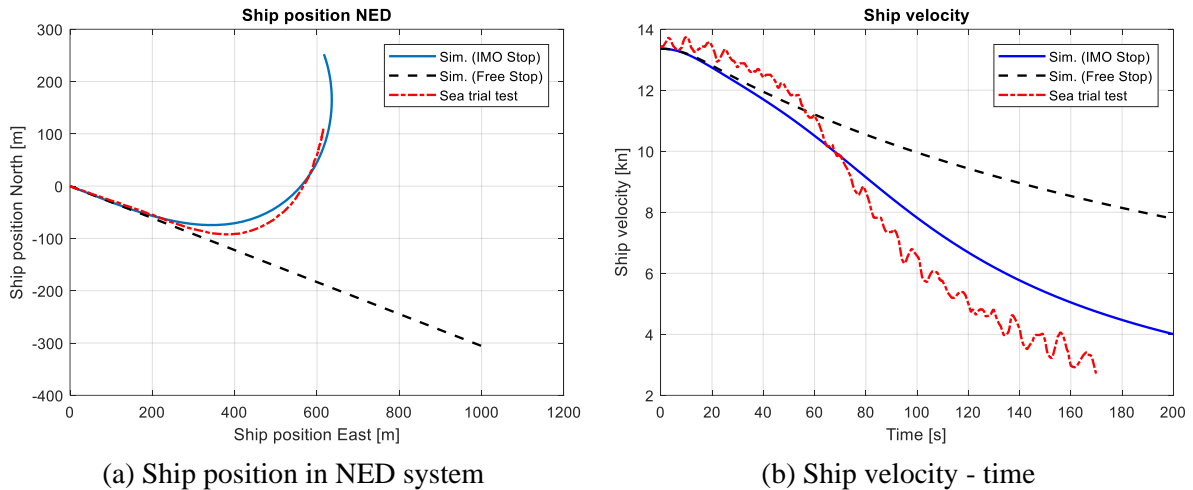 Ship position NED
300
200
100
0
-100
-200
-300
-400
Ship position North [m]
0 200 400 600 800 1000 1200
Ship position East [m]
Sim. (IMO Stop)
Sim. (Free Stop)
Sea trial test
(a) Ship position in NED system
Ship velocity
14
12
10
8
6
4
2
Ship velocity [kn]
0 20 40 60 80 100 120 140 160 180 200
Time [s]
Sim. (IMO Stop)
Sim. (Free Stop)
Sea trial test
(b) Ship velocity - time